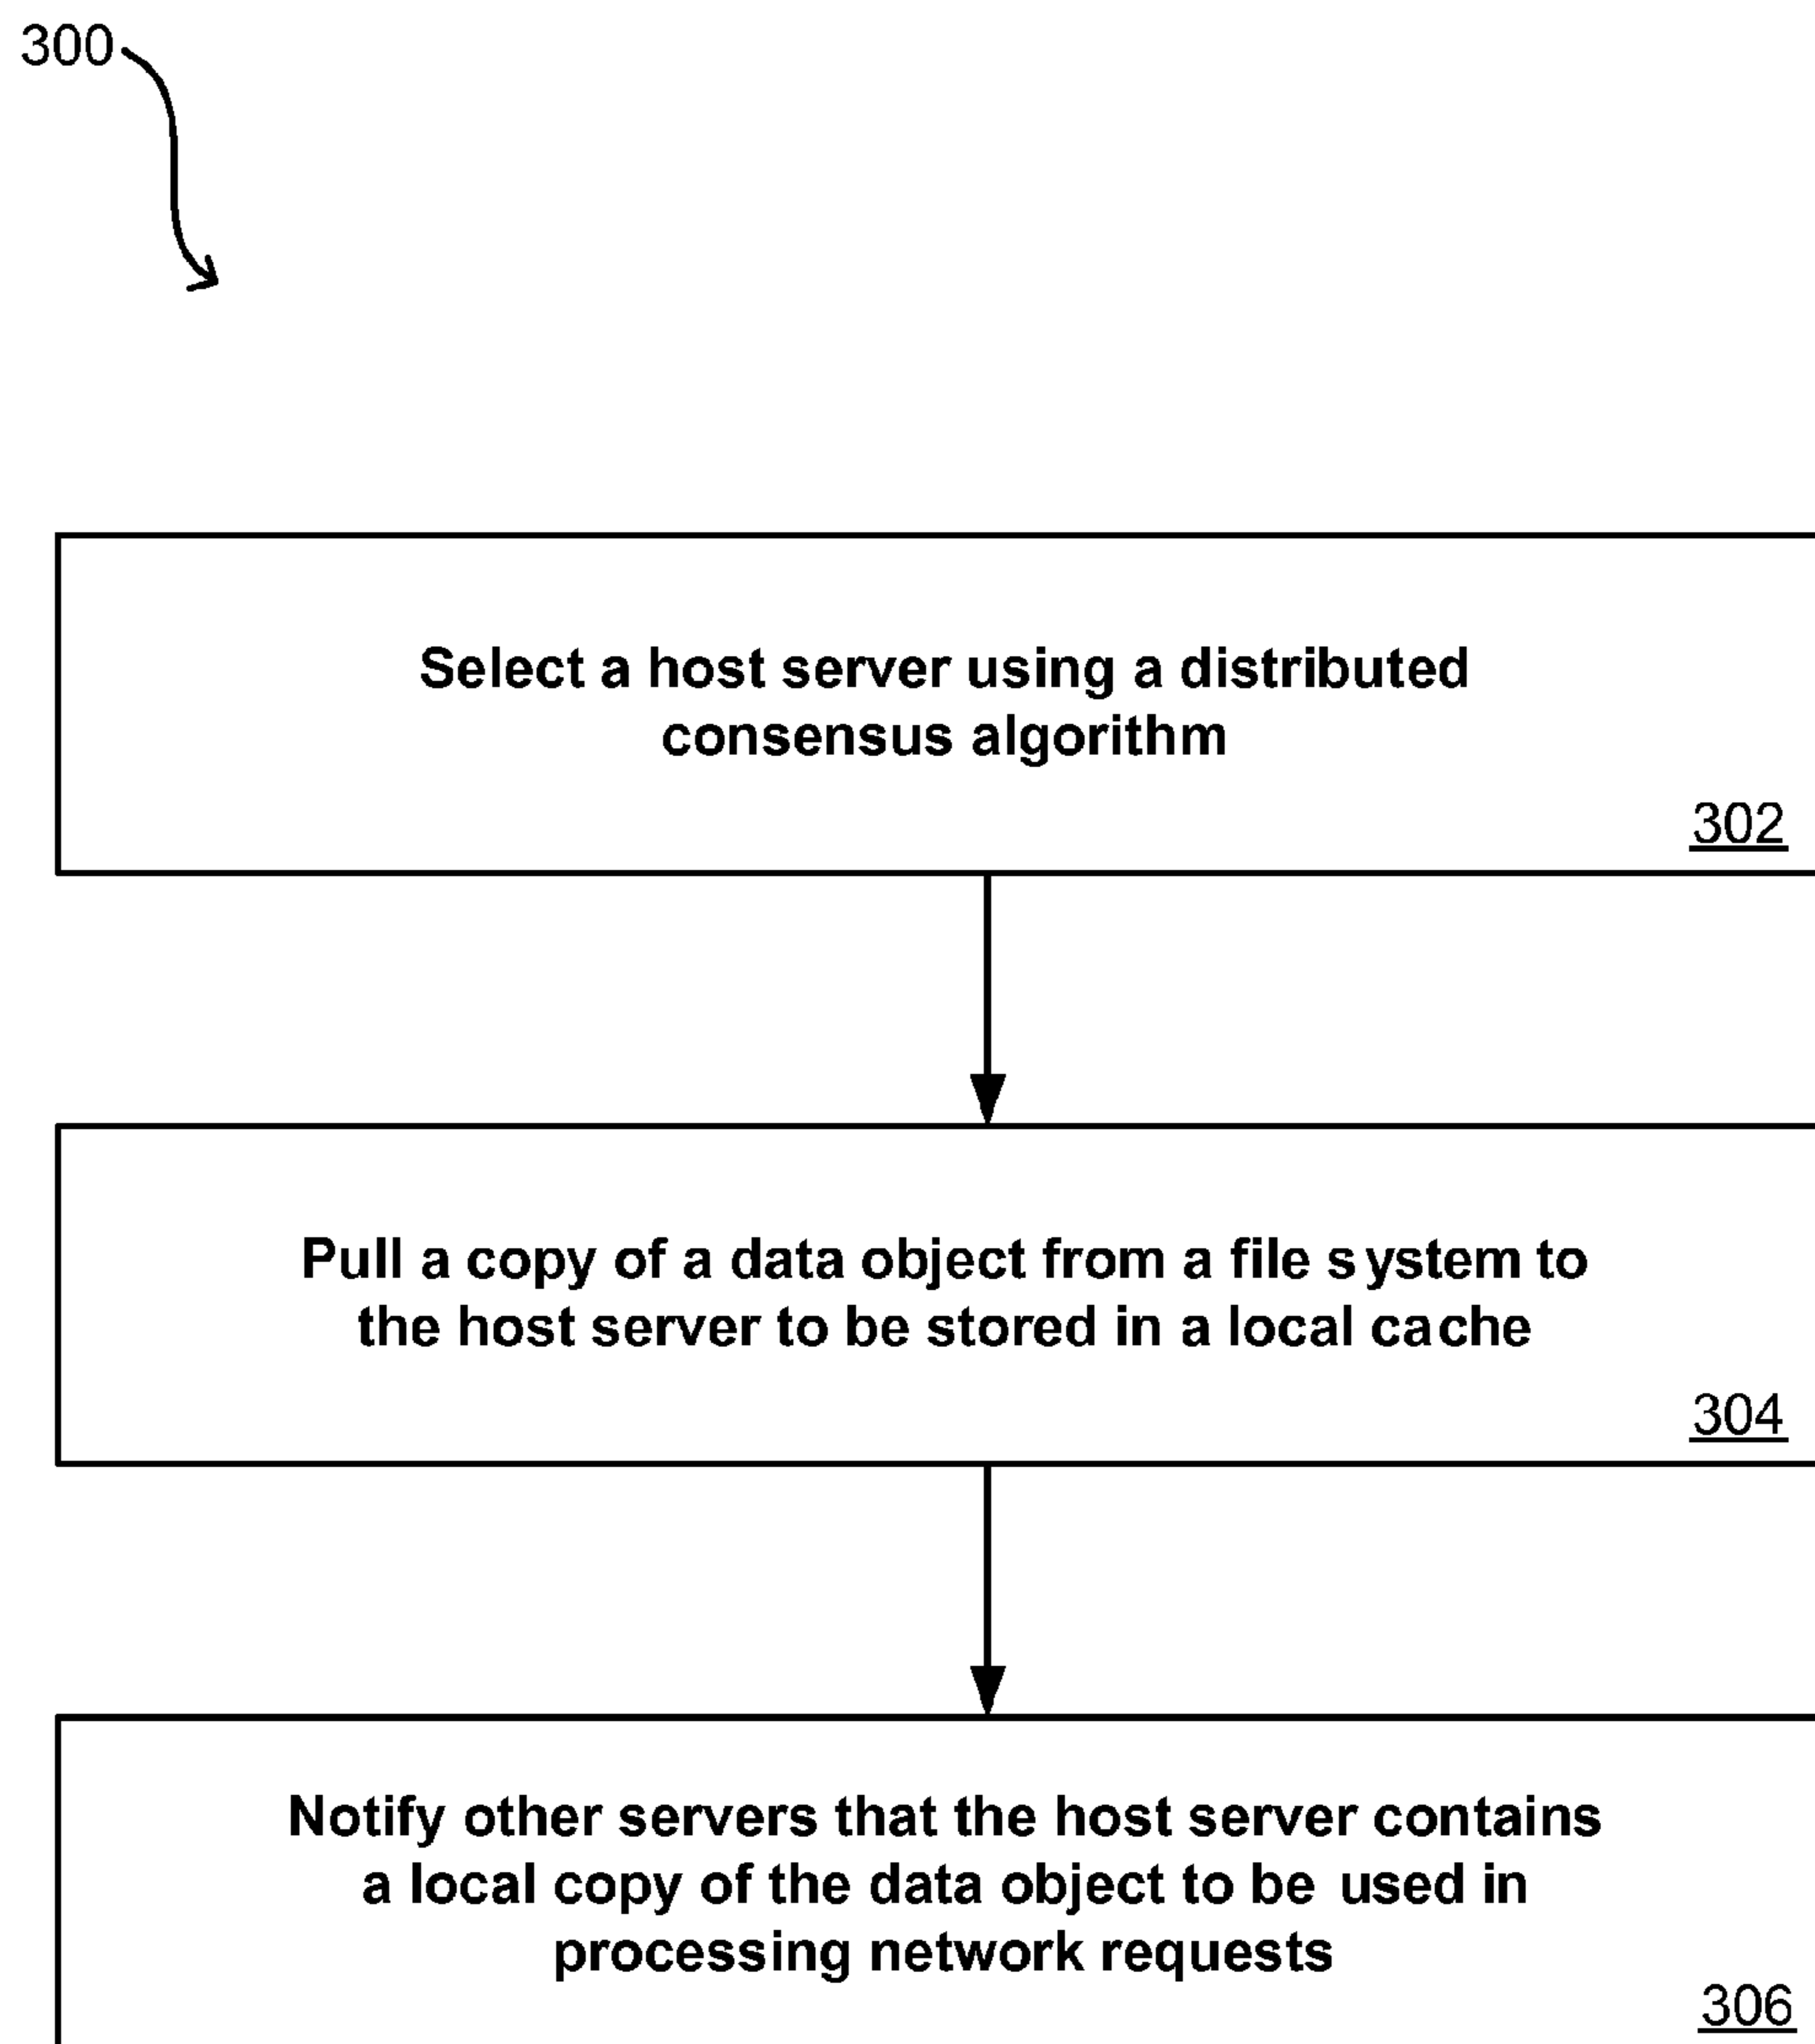 300
Select a host server using a distributed
consensus algorithm
302
Pull a copy of a data object from a file system to
the host server to be stored in a local cache
304
Notify other servers that the host server contains
a local copy of the data object to be used in
processing network requests
306